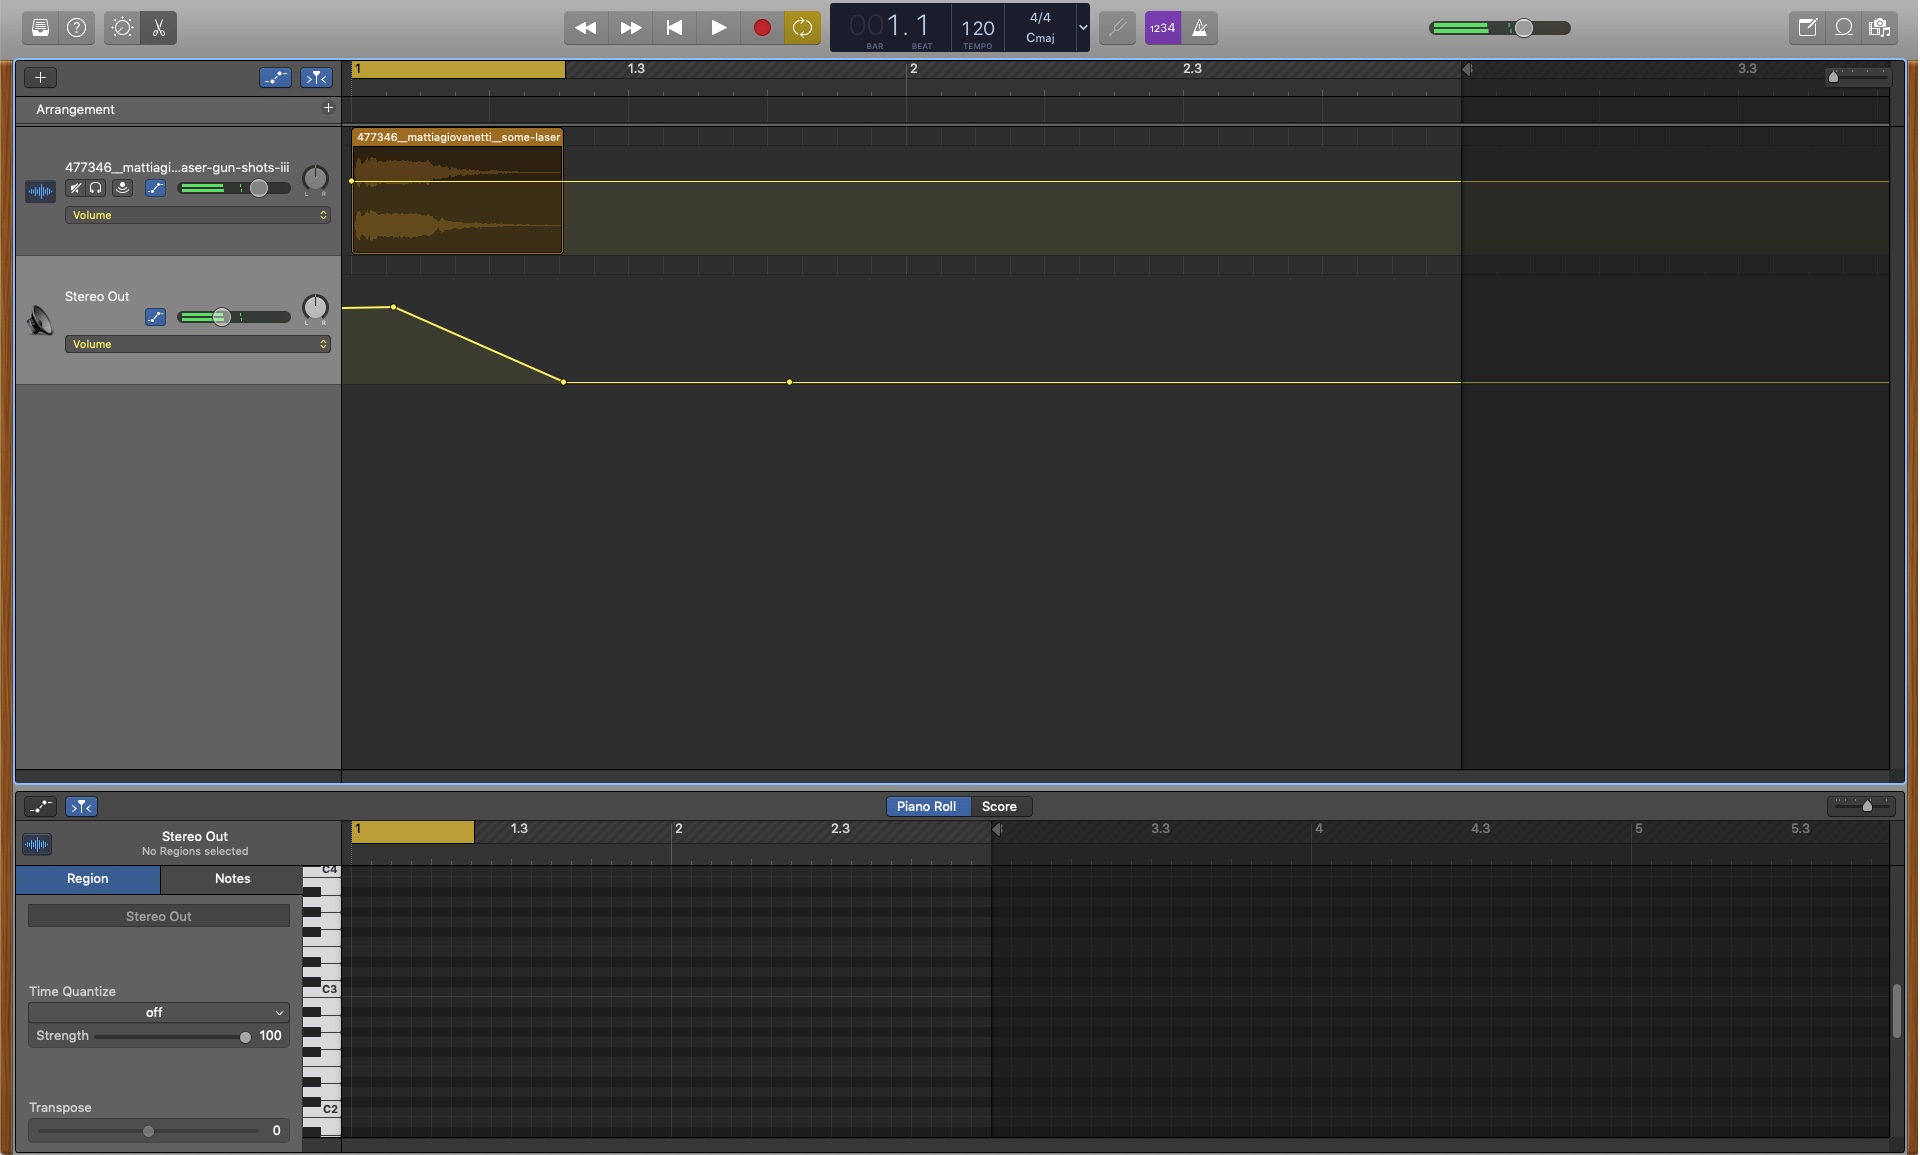 001.1
BAR BEAT
120
TEMPO
4/4
Cmaj
1234
1 1.3 2 2.3 3.3
Arrangement
477346__mattiagiovanetti__some-laser
477346__mattiagi...aser-gun-shots-iii
L R
Volume
Stereo Out
L R
Volume
Piano Roll Score
Stereo Out
No Regions selected
1 1.3 2 2.3 3.3 4 4.3 5 5.3
Region Notes
C4
Stereo Out
Time Quantize
C3
off
Strength 100
Transpose
C2
0